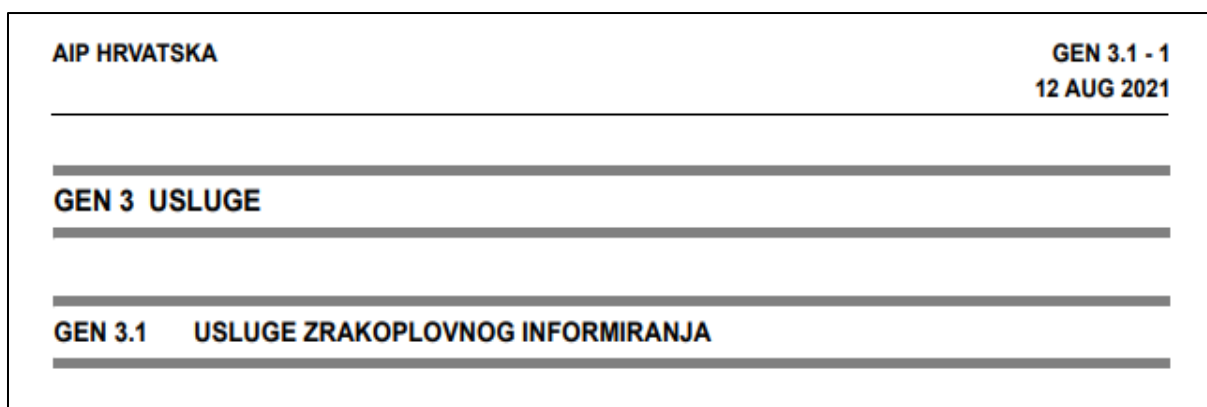 AIP HRVATSKA
GEN 3.1 - 1
12 AUG 2021
GEN 3 USLUGE
GEN 3.1 USLUGE ZRAKOPLOVNOG INFORMIRANJA